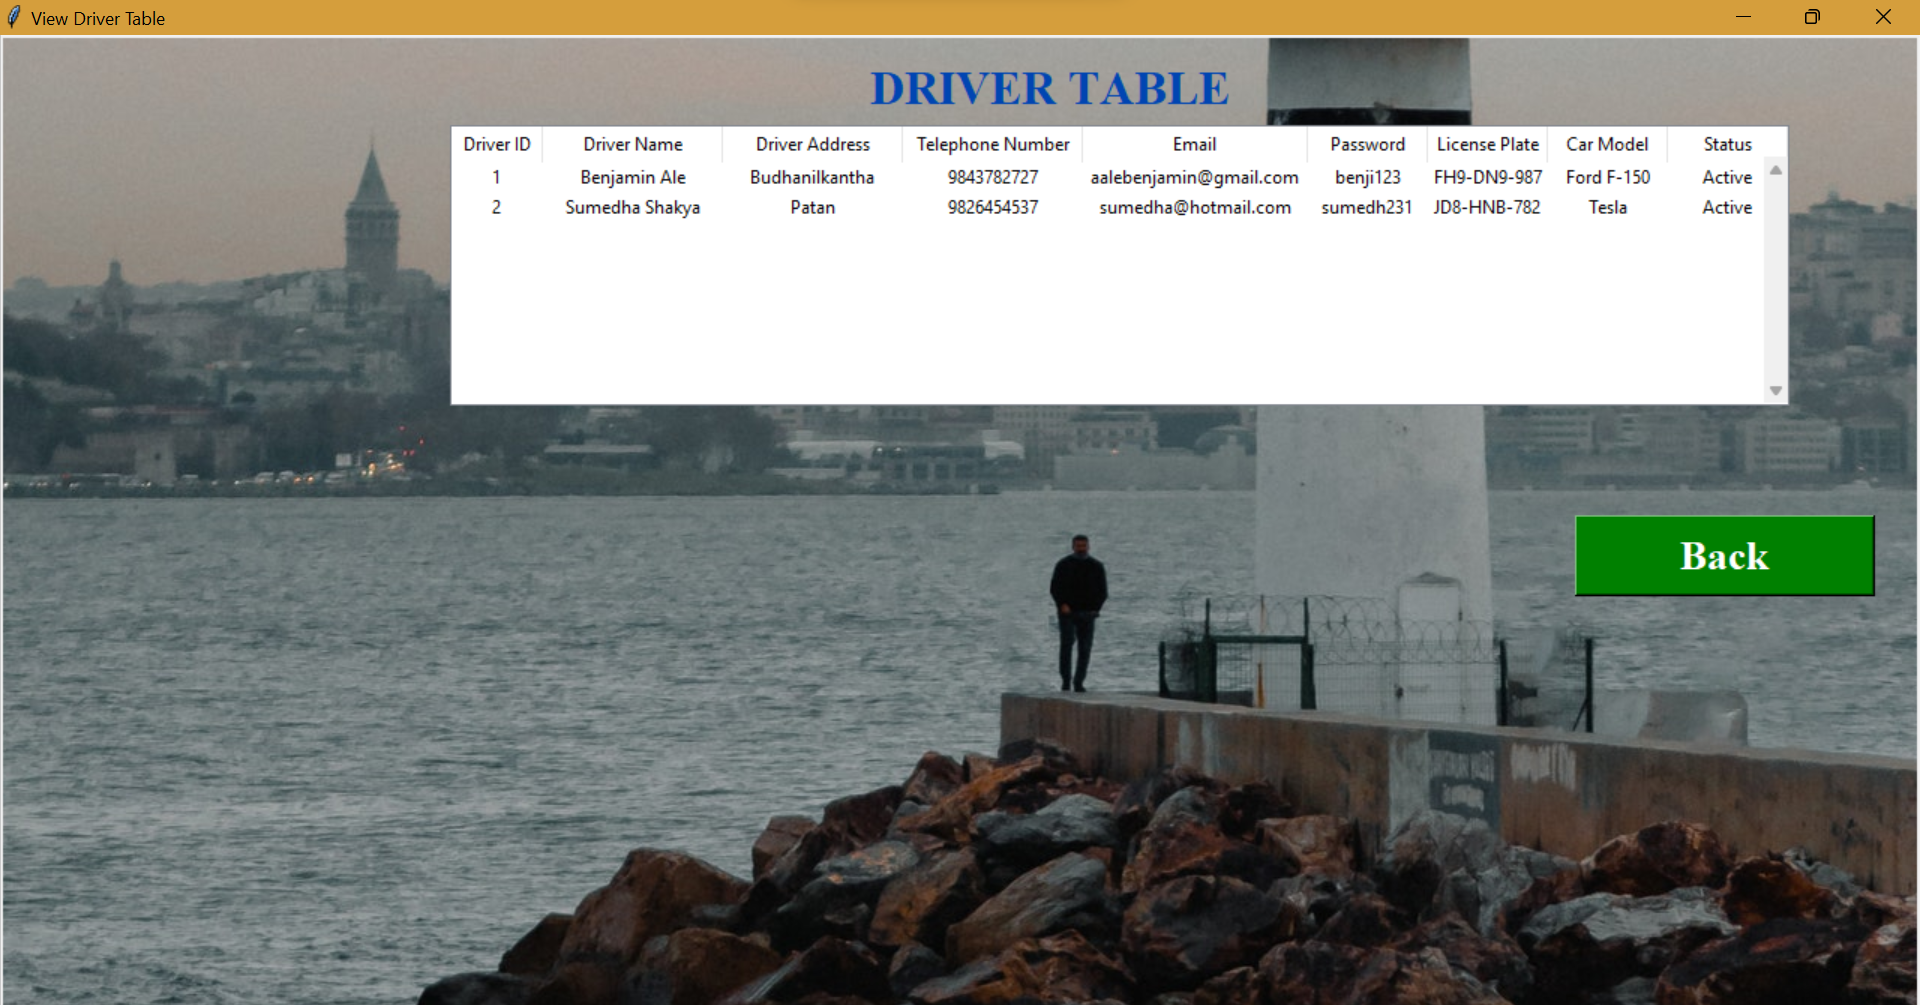 View Driver Table
DRIVER TABLE
Driver ID Driver Name Driver Address Telephone Number Email Password License Plate Car Model Status
1 Benjamin Ale Budhanilkantha 9843782727 aalebenjamin@gmail.com benji123 FH9-DN9-987 Ford F-150 Active
2 Sumedha Shakya Patan 9826454537 sumedha@hotmail.com sumedh231 JD8-HNB-782 Tesla Active
Back